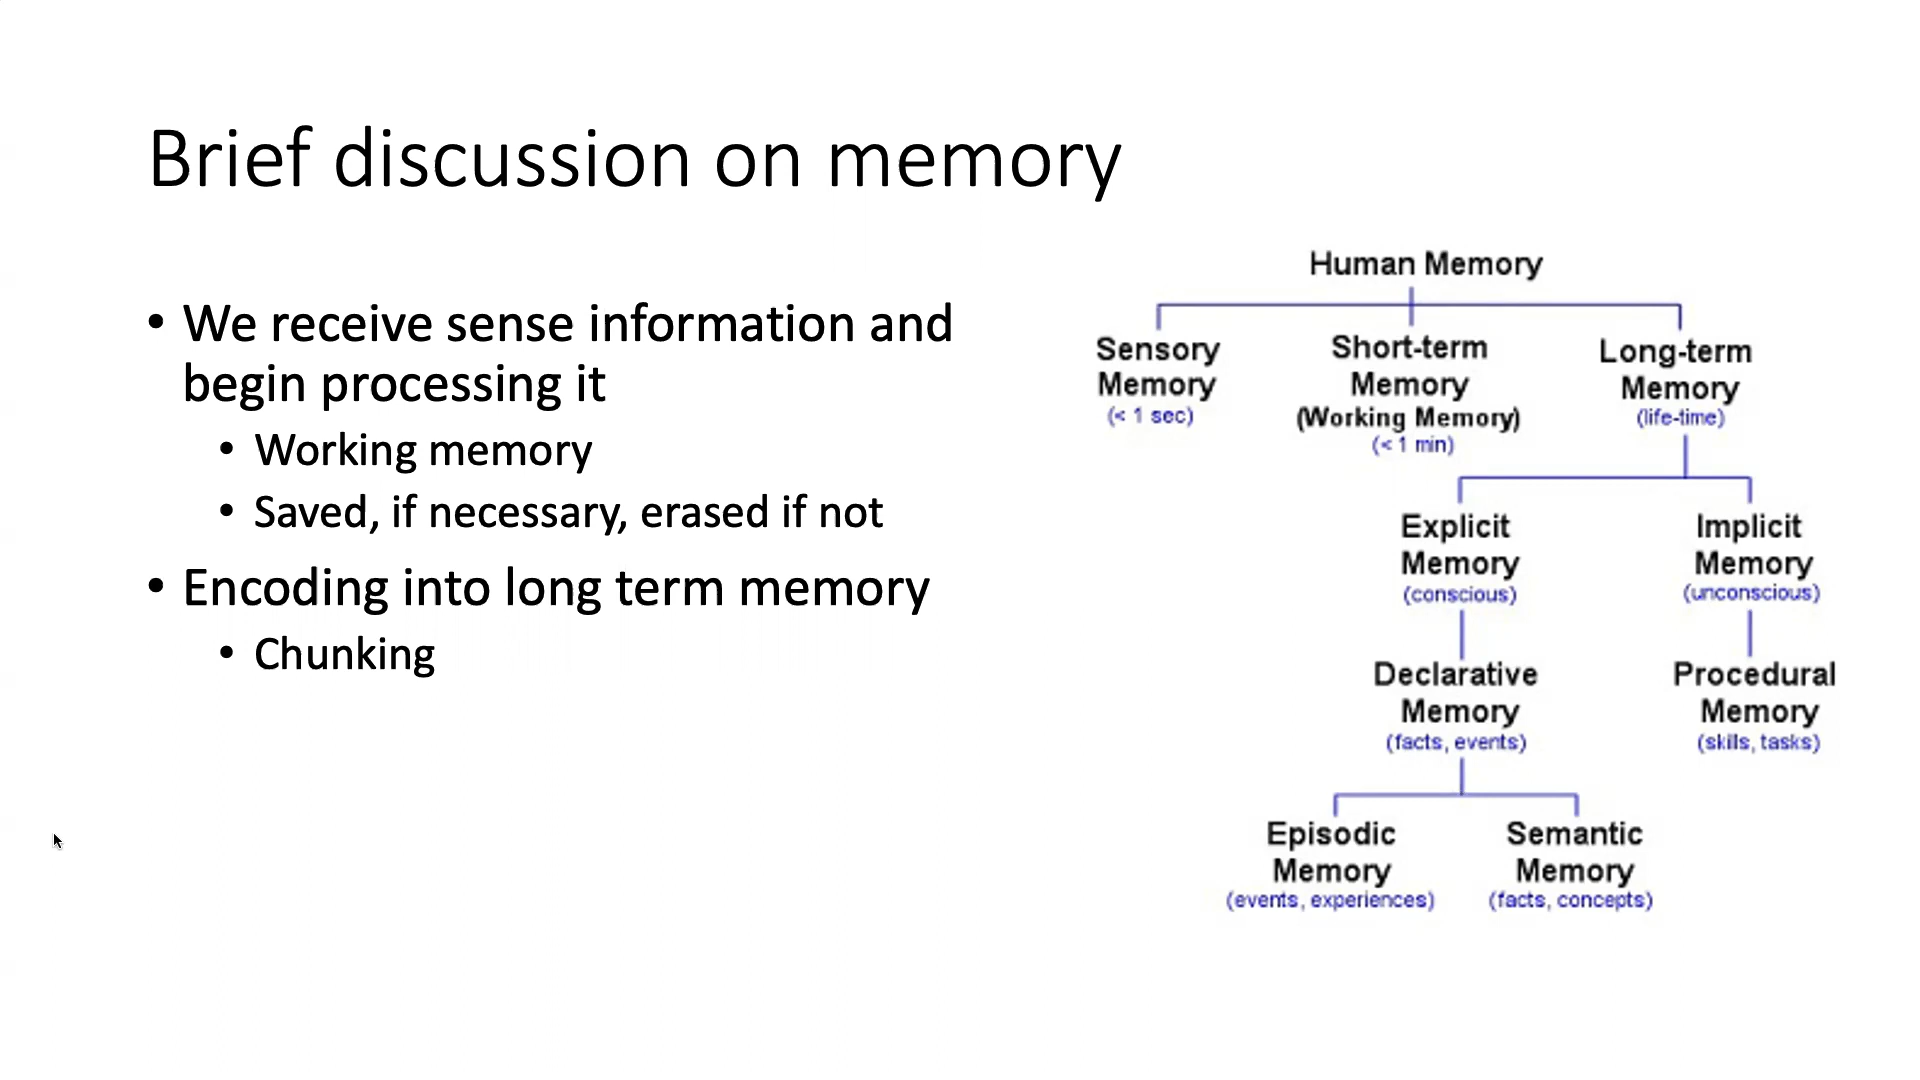 Brief discussion on memory
• We receive sense information and
begin processing it
• Working memory
• Saved, if necessary, erased if not
• Encoding into long term memory
• Chunking
Human Memory
Sensory
Memory
(< 1 sec)
Short-term
Memory
(Working Memory)
(< 1 min)
Long-term
Memory
(life-time)
Explicit
Memory
(conscious)
Implicit
Memory
(unconscious)
Declarative
Memory
(facts, events)
Procedural
Memory
(skills, tasks)
Episodic
Memory
(events, experiences)
Semantic
Memory
(facts, concepts)